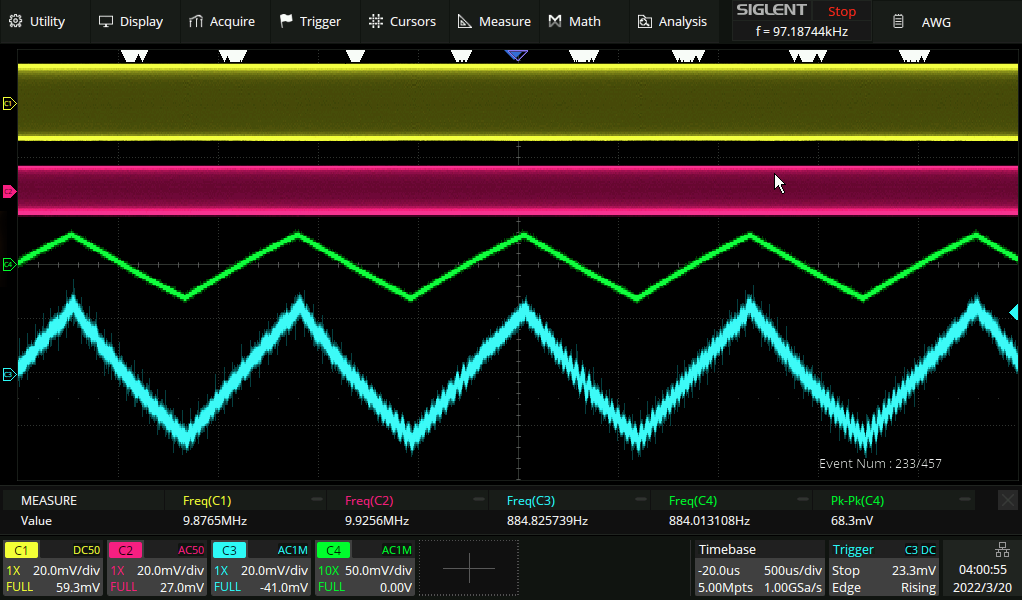 Utility Display Acquire Trigger Cursors Measure Math Analysis SIGLENT Stop AWG
f = 97.18744kHz
C1
C2
C4
C3
Event Num : 233/457
MEASURE Freq(C1) Freq(C2) Freq(C3) Freq(C4) Pk-Pk(C4)
Value 9.8765MHz 9.9256MHz 884.825739Hz 884.013108Hz 68.3mV
C1 DC50 C2 AC50 C3 AC1M C4 AC1M Timebase Trigger C3 DC
1X 20.0mV/div 1X 20.0mV/div 1X 20.0mV/div 10X 50.0mV/div -20.0us 500us/div Stop 23.3mV 04:00:55
FULL 59.3mV FULL 27.0mV FULL -41.0mV FULL 0.00V 5.00Mpts 1.00GSa/s Edge Rising 2022/3/20